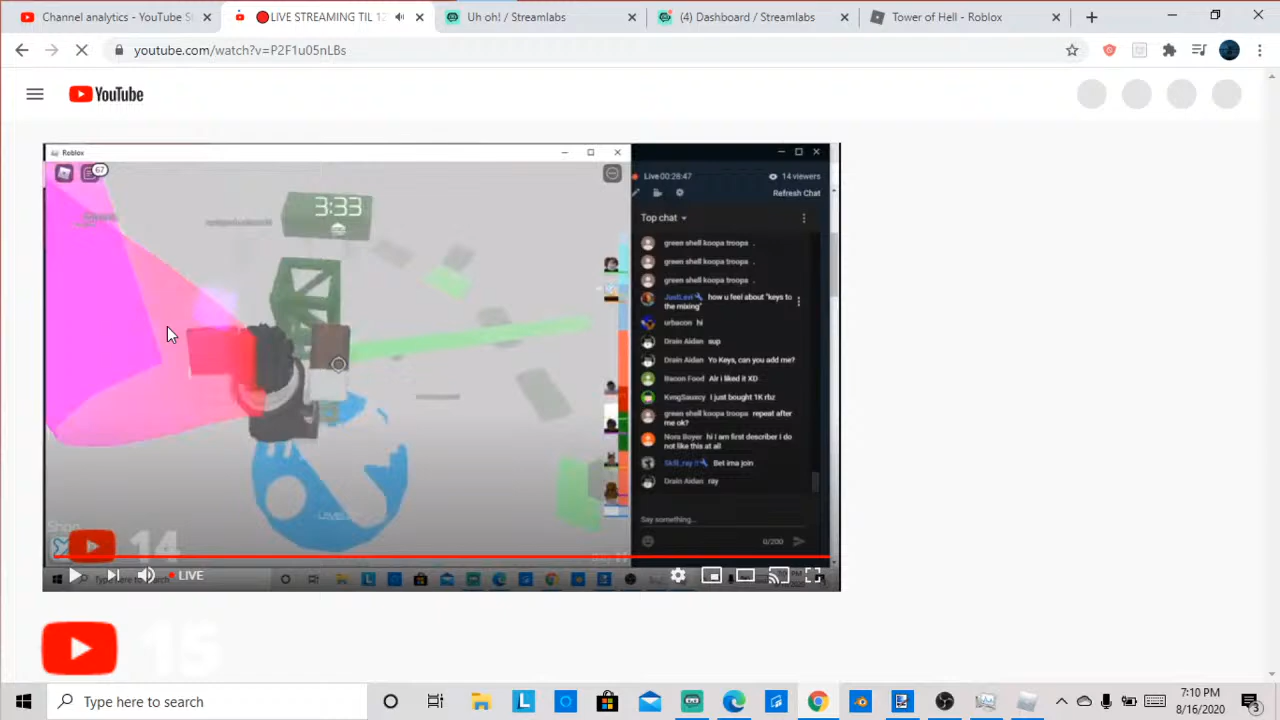 Channel analytics - YouTube St
LIVE STREAMING TIL 12
Uh oh! / Streamlabs
(4) Dashboard / Streamlabs
Tower of Hell - Roblox
youtube.com/watch?v=P2F1u05nLBs
YouTube
Roblox
67
3:33
Live 00:28:47
14 viewers
Refresh Chat
Top chat
green shell koopa troops .
green shell koopa troops .
green shell koopa troops .
how u feel about "keys to
the mixing"
urbacon hi
Drain Aidan sup
Drain Aidan Yo Keys, can you add me?
Bacon Food Alr i liked it XD
I just bought 1K rbz
green shell koopa troops repeat after
me ok?
Nora Boyer hi i am first describer i do
not like this at all
Bet ima join
Drain Aidan ray
Say something...
0/200
Shop
14
LIVE
15
Type here to search
7:10 PM
8/16/2020
3